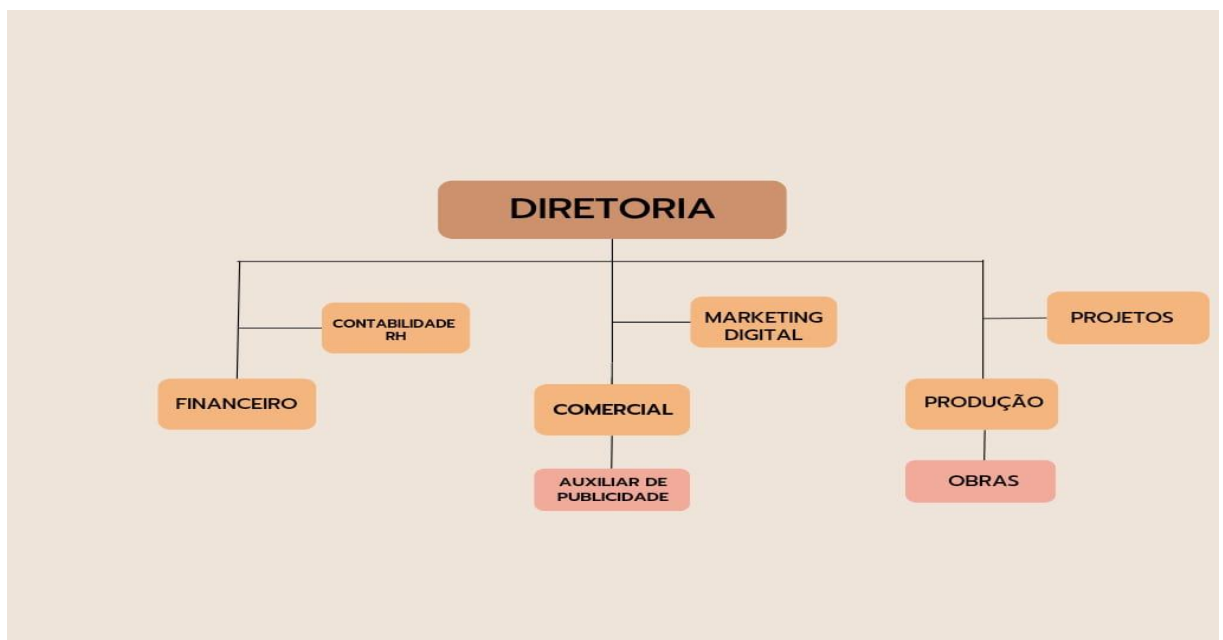 DIRETORIA
CONTABILIDADE
RH
MARKETING
DIGITAL
PROJETOS
FINANCEIRO
COMERCIAL
PRODUÇÃO
AUXILIAR DE
PUBLICIDADE
OBRAS